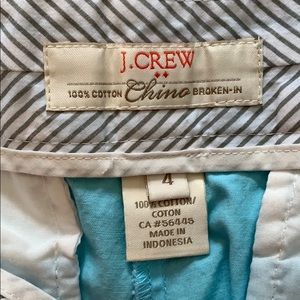 J.CREW
100% COTTON Chino BROKEN-IN
4
100% COTTON/
COTON
CA #56445
MADE IN
INDONESIA